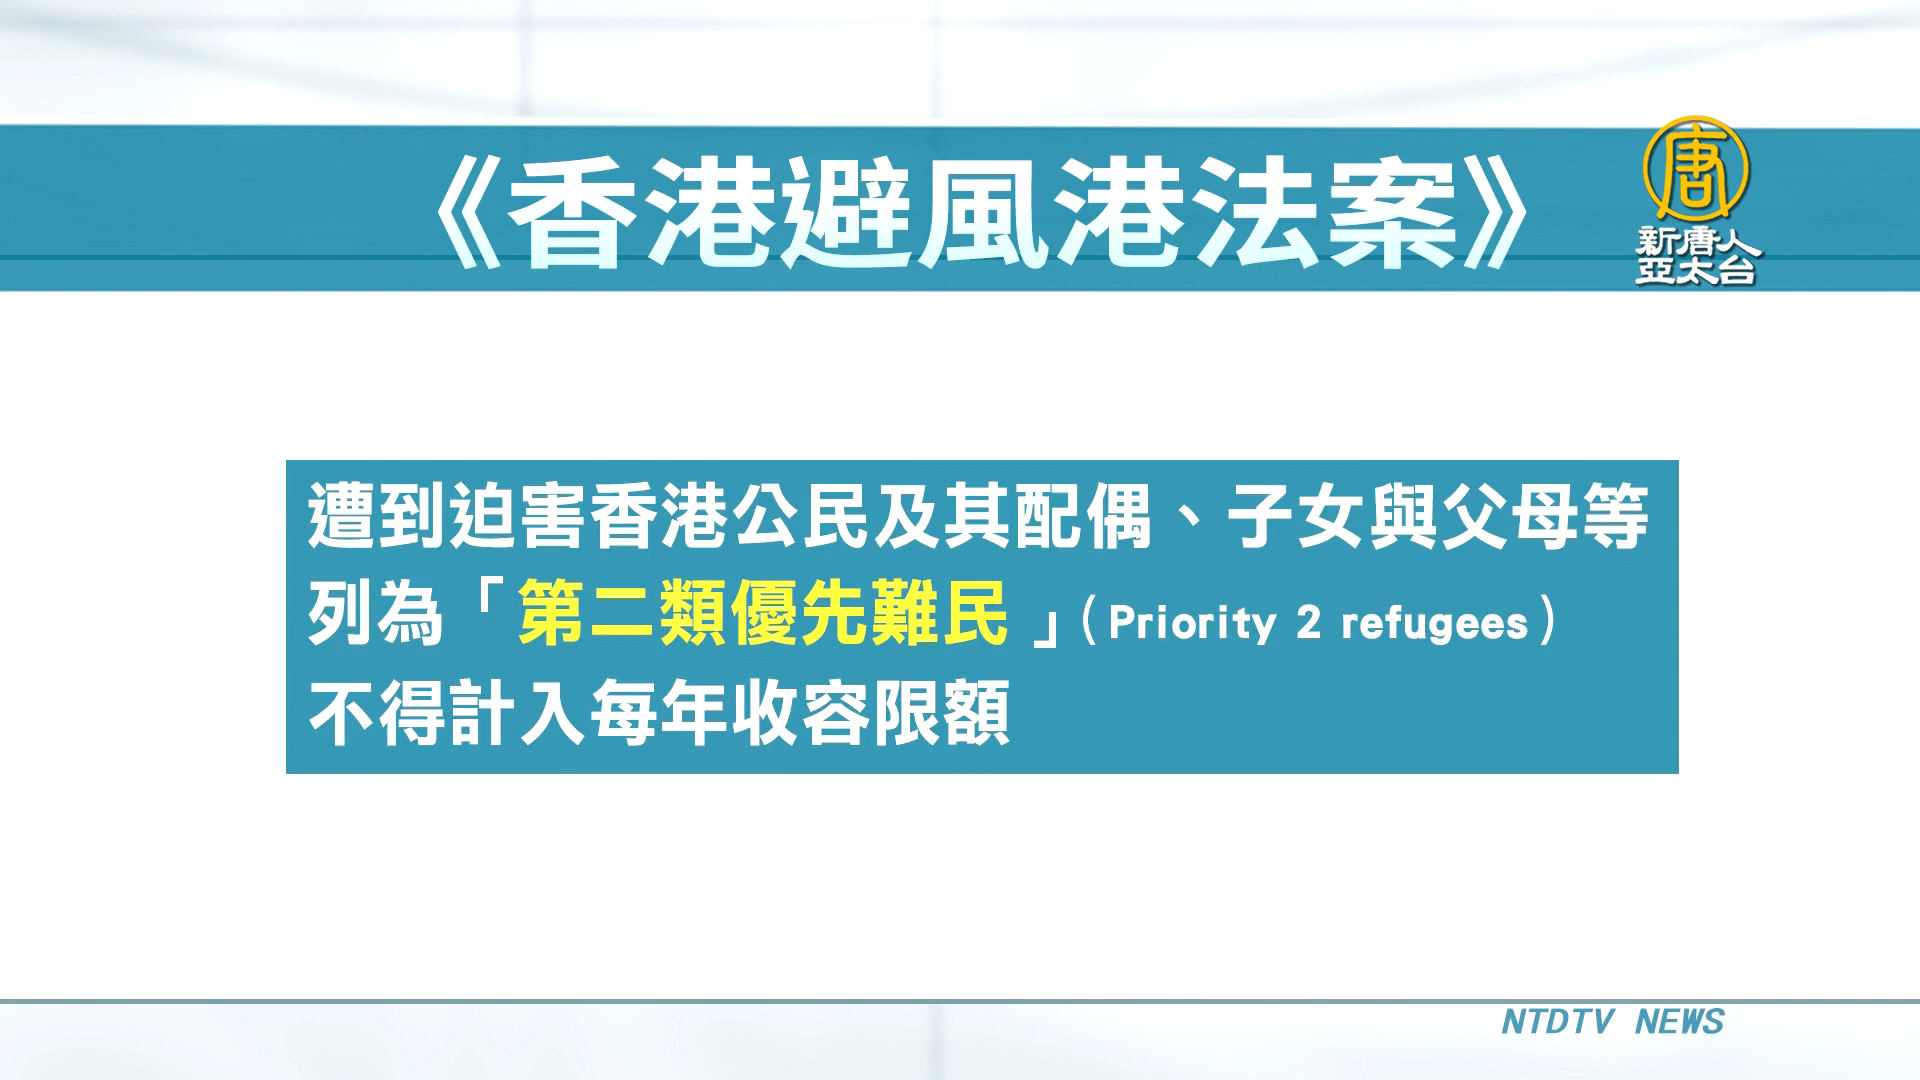 《香港避風港法案》
唐
新唐人
亞太台
遭到迫害香港公民及其配偶、子女與父母等
列為「第二類優先難民」(Priority 2 refugees)
不得計入每年收容限額
NTDTV NEWS